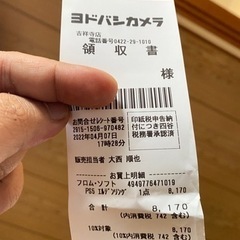 ヨドバシカメラ
吉祥寺店
電話番号0422-29-1010
領収書
様
お問合せレシート番号
2915-1508-970482
2022年04月07日
17時28分
印紙税申告納
付につき四谷
税務署承認済
販売担当者 大西 順也
お買上明細
フロム・ソフト 4949776471019
PS5 エルデンリング 1点 8,170
合計 8,170
(内消費税 742 含む)
10%対象 8,170
(10%内消費税 742 含む)